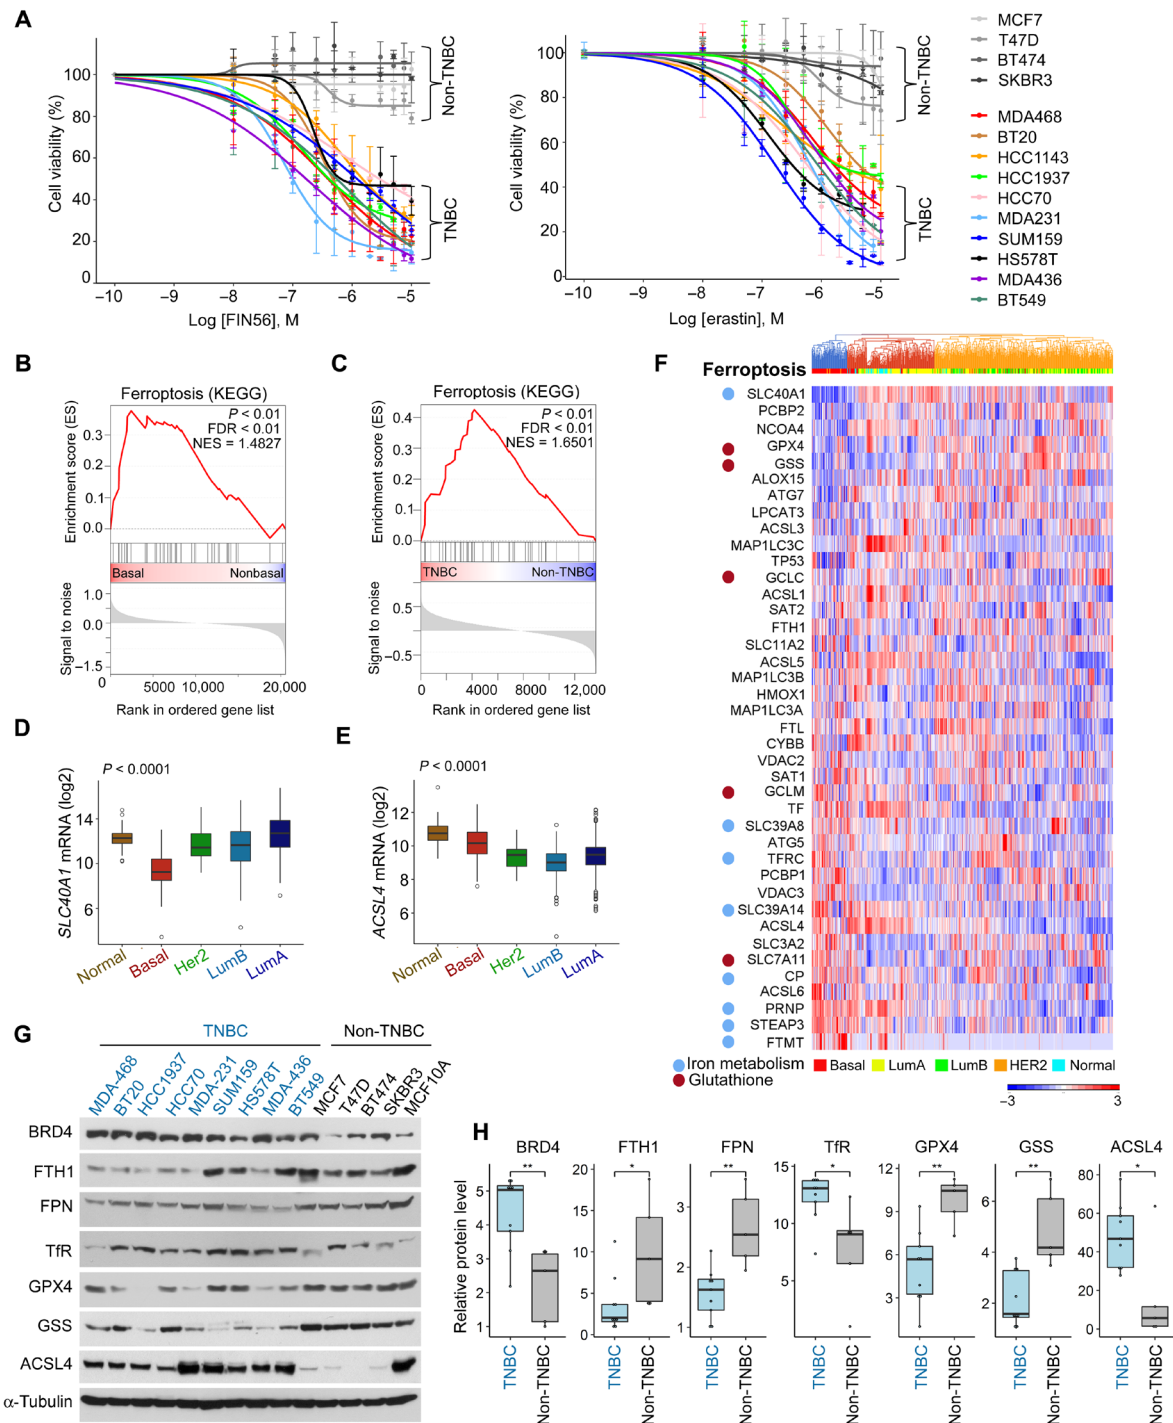 A
Cell viability (%)
100
80
60
40
20
0
−10
−9
−8
−7
−6
−5
Log [FIN56], M
Non-TNBC
TNBC
Cell viability (%)
100
80
60
40
20
0
−10
−9
−8
−7
−6
−5
Log [erastin], M
Non-TNBC
TNBC
MCF7
T47D
BT474
SKBR3
MDA468
BT20
HCC1143
HCC1937
HCC70
MDA231
SUM159
HS578T
MDA436
BT549
B
Ferroptosis (KEGG)
P < 0.01
FDR < 0.01
NES = 1.4827
Enrichment score (ES)
0.3
0.2
0.1
0.0
Basal
Nonbasal
Signal to noise
1.0
0.0
−1.5
0
5000
10,000
20,000
Rank in ordered gene list
C
Ferroptosis (KEGG)
P < 0.01
FDR < 0.01
NES = 1.6501
Enrichment score (ES)
0.4
0.3
0.2
0.1
0.0
TNBC
Non-TNBC
Signal to noise
0.5
−0.5
0
4000
8000
12,000
Rank in ordered gene list
D
P < 0.0001
SLC40A1 mRNA (log2)
14
10
6
Normal
Basal
Her2
LumB
LumA
E
P < 0.0001
ACSL4 mRNA (log2)
12
10
8
6
Normal
Basal
Her2
LumB
LumA
F
Ferroptosis
SLC40A1
PCBP2
NCOA4
GPX4
GSS
ALOX15
ATG7
LPCAT3
ACSL3
MAP1LC3C
TP53
GCLC
ACSL1
SAT2
FTH1
SLC11A2
ACSL5
MAP1LC3B
HMOX1
MAP1LC3A
FTL
CYBB
VDAC2
SAT1
GCLM
TF
SLC39A8
ATG5
TFRC
PCBP1
VDAC3
SLC39A14
ACSL4
SLC3A2
SLC7A11
CP
ACSL6
PRNP
STEAP3
FTMT
Iron metabolism
Glutathione
Basal
LumA
LumB
HER2
Normal
−3
3
G
TNBC
Non-TNBC
MDA-468
BT20
HCC1937
HCC70
MDA-231
SUM159
HS578T
MDA-436
BT549
MCF7
T47D
BT474
SKBR3
MCF10A
BRD4
FTH1
FPN
TfR
GPX4
GSS
ACSL4
α-Tubulin
H
Relative protein level
BRD4
**
5
4
3
2
1
TNBC
Non-TNBC
FTH1
*
20
15
10
5
0
TNBC
Non-TNBC
FPN
**
3
2
1
TNBC
Non-TNBC
TfR
*
15
10
5
TNBC
Non-TNBC
GPX4
**
12
9
6
3
TNBC
Non-TNBC
GSS
**
6
4
2
TNBC
Non-TNBC
ACSL4
*
80
60
40
20
0
TNBC
Non-TNBC